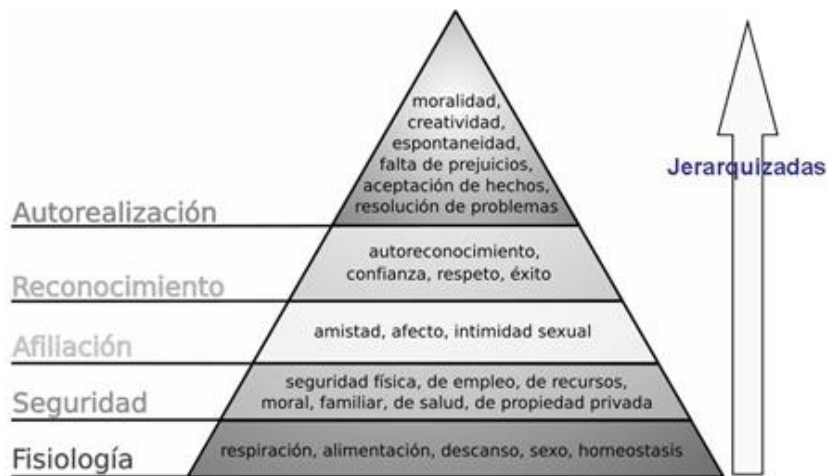 moralidad,
creatividad,
espontaneidad,
falta de prejuicios,
aceptación de hechos,
resolución de problemas
Autorealización
autoreconocimiento,
confianza, respeto, éxito
Reconocimiento
amistad, afecto, intimidad sexual
Afiliación
seguridad física, de empleo, de recursos,
moral, familiar, de salud, de propiedad privada
Seguridad
respiración, alimentación, descanso, sexo, homeostasis
Fisiología
Jerarquizadas